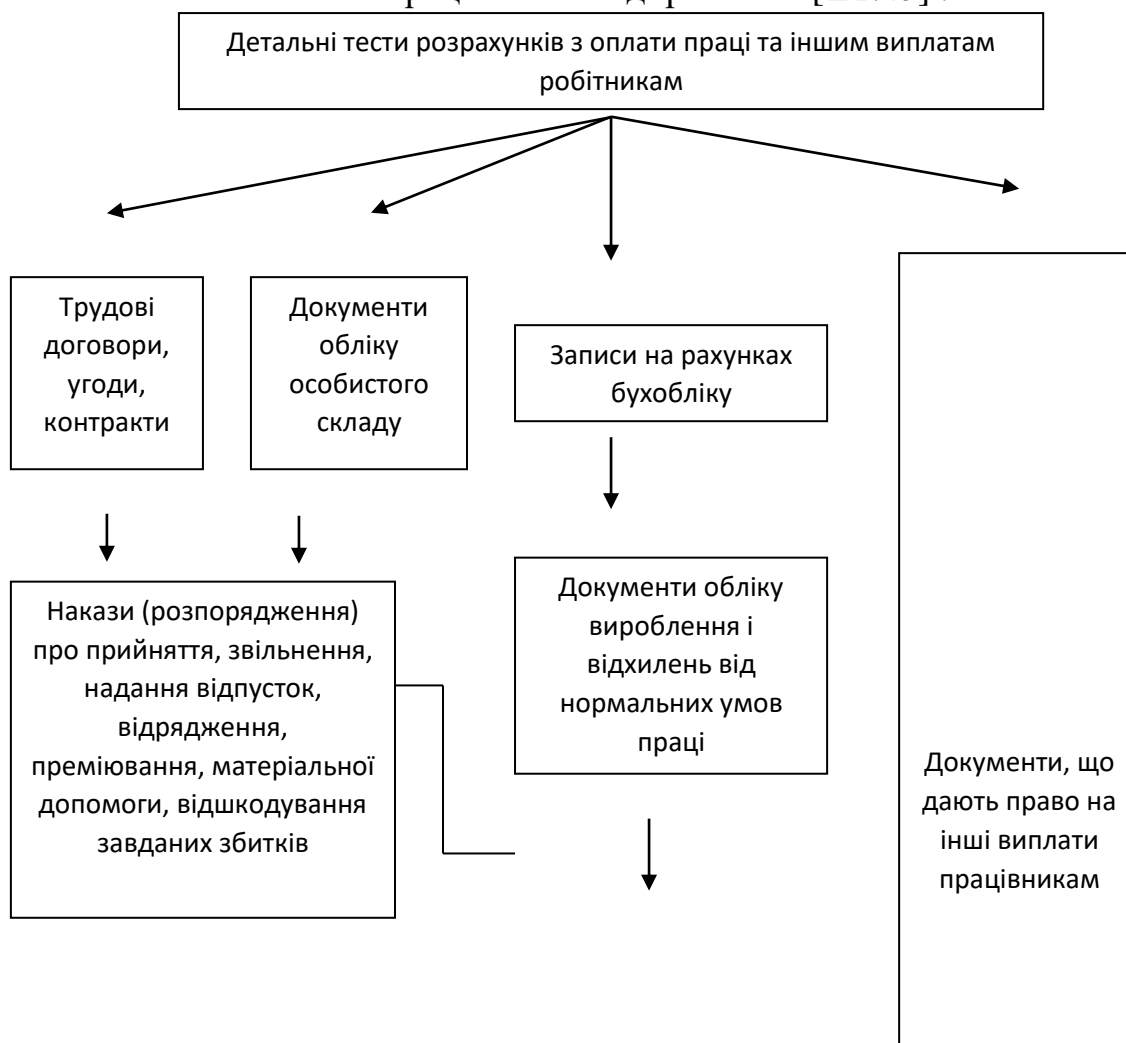 Детальні тести розрахунків з оплати праці та іншим виплатам
робітникам
Трудові
договори,
угоди,
контракти
Документи
обліку
особистого
складу
Записи на рахунках
бухобліку
Накази (розпорядження)
про прийняття, звільнення,
надання відпусток,
відрядження,
преміювання, матеріальної
допомоги, відшкодування
завданих збитків
Документи обліку
вироблення і
відхилень від
нормальних умов
праці
Документи, що
дають право на
інші виплати
працівникам